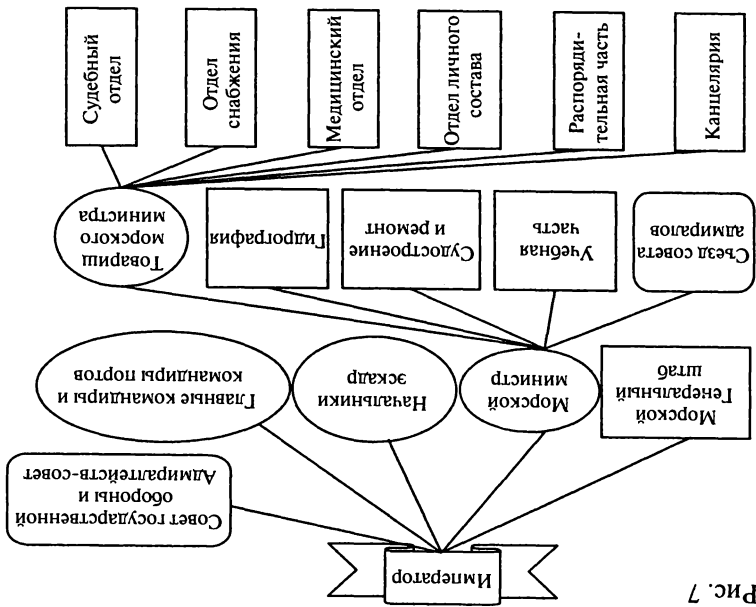 Рис. 7
Император
Совет государственной
обороны и
Адмиралтейств-совет
Морской
Генеральный
штаб
Морской
министр
Начальники
эскадр
Главные командиры и
командиры портов
Съезд совета
адмиралов
Учебная
часть
Судостроение
и ремонт
Гидрография
Товарищ
морского
министра
Канцелярия
Распоряди-
тельная часть
Отдел личного
состава
Медицинский
отдел
Отдел
снабжения
Судебный
отдел